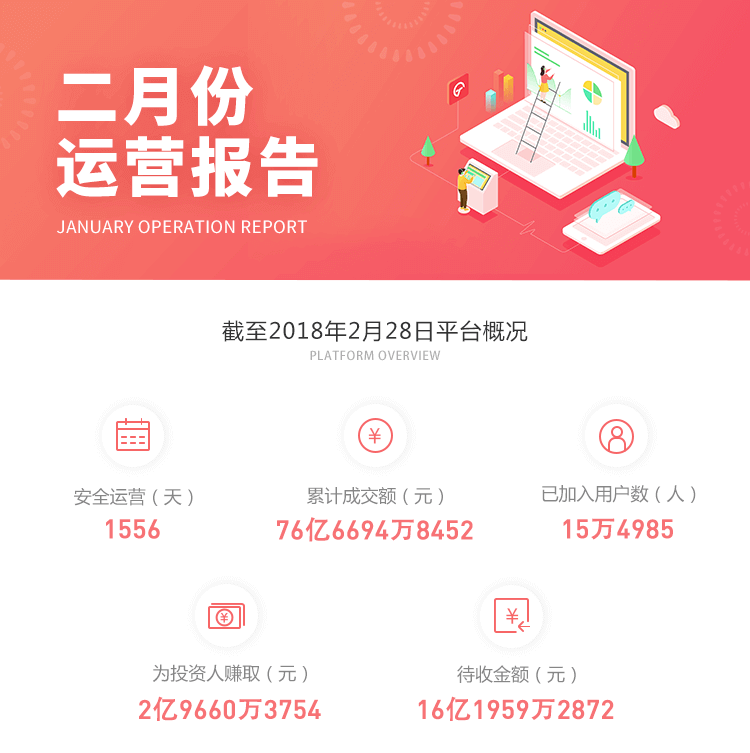 二月份
运营报告
JANUARY OPERATION REPORT
截至2018年2月28日平台概况
PLATFORM OVERVIEW
安全运营（天）
1556
累计成交额（元）
76亿6694万8452
已加入用户数（人）
15万4985
为投资人赚取（元）
2亿9660万3754
待收金额（元）
16亿1959万2872